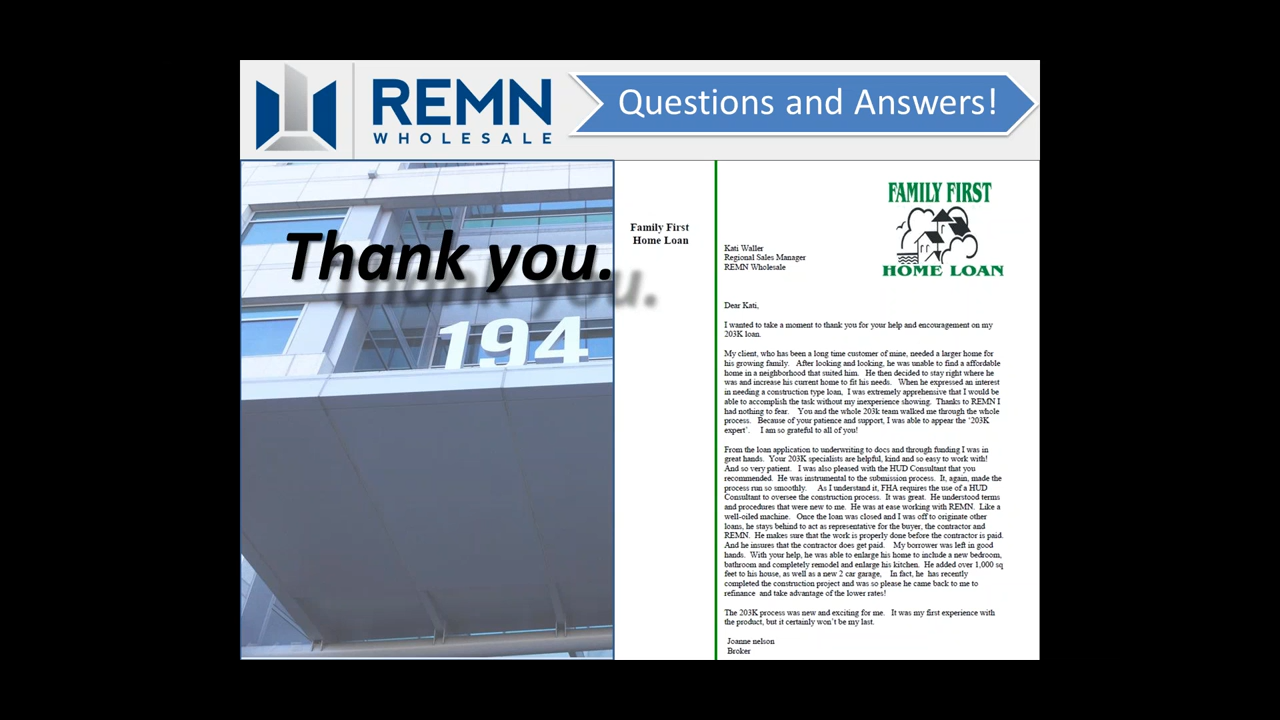 REMN
WHOLESALE
Questions and Answers!
Thank you.
194
Family First
Home Loan
FAMILY FIRST
HOME LOAN
Kati Waller
Regional Sales Manager
REMN Wholesale
Dear Kati,
I wanted to take a moment to thank you for your help and encouragement on my
203K loan.
My client, who has been a long time customer of mine, needed a larger home for
his growing family. After looking and looking, he was unable to find a affordable
home in a neighborhood that suited him. He then decided to stay right where he
was and increase his current home to fit his needs. When he expressed an interest
in needing a construction type loan, I was extremely apprehensive that I would be
able to accomplish the task without my inexperience showing. Thanks to REMN I
had nothing to fear. You and the whole 203k team walked me through the whole
process. Because of your patience and support, I was able to appear the ‘203K
expert’. I am so grateful to all of you!
From the loan application to underwriting to docs and through funding I was in
great hands. Your 203K specialists are helpful, kind and so easy to work with!
And so very patient. I was also pleased with the HUD Consultant that you
recommended. He was instrumental to the submission process. It, again, made the
process run so smoothly. As I understand it, FHA requires the use of a HUD
Consultant to oversee the construction process. It was great. He understood terms
and procedures that were new to me. He was at ease working with REMN. Like a
well-oiled machine. Once the loan was closed and I was off to originate other
loans, he stays behind to act as representative for the buyer, the contractor and
REMN. He makes sure that the work is properly done before the contractor is paid.
And he insures that the contractor does get paid. My borrower was left in good
hands. With your help, he was able to enlarge his home to include a new bedroom,
bathroom and completely remodel and enlarge his kitchen. He added over 1,000 sq
feet to his house, as well as a new 2 car garage, In fact, he has recently
completed the construction project and was so please he came back to me to
refinance and take advantage of the lower rates!
The 203K process was new and exciting for me. It was my first experience with
the product, but it certainly won’t be my last.
Joanne nelson
Broker